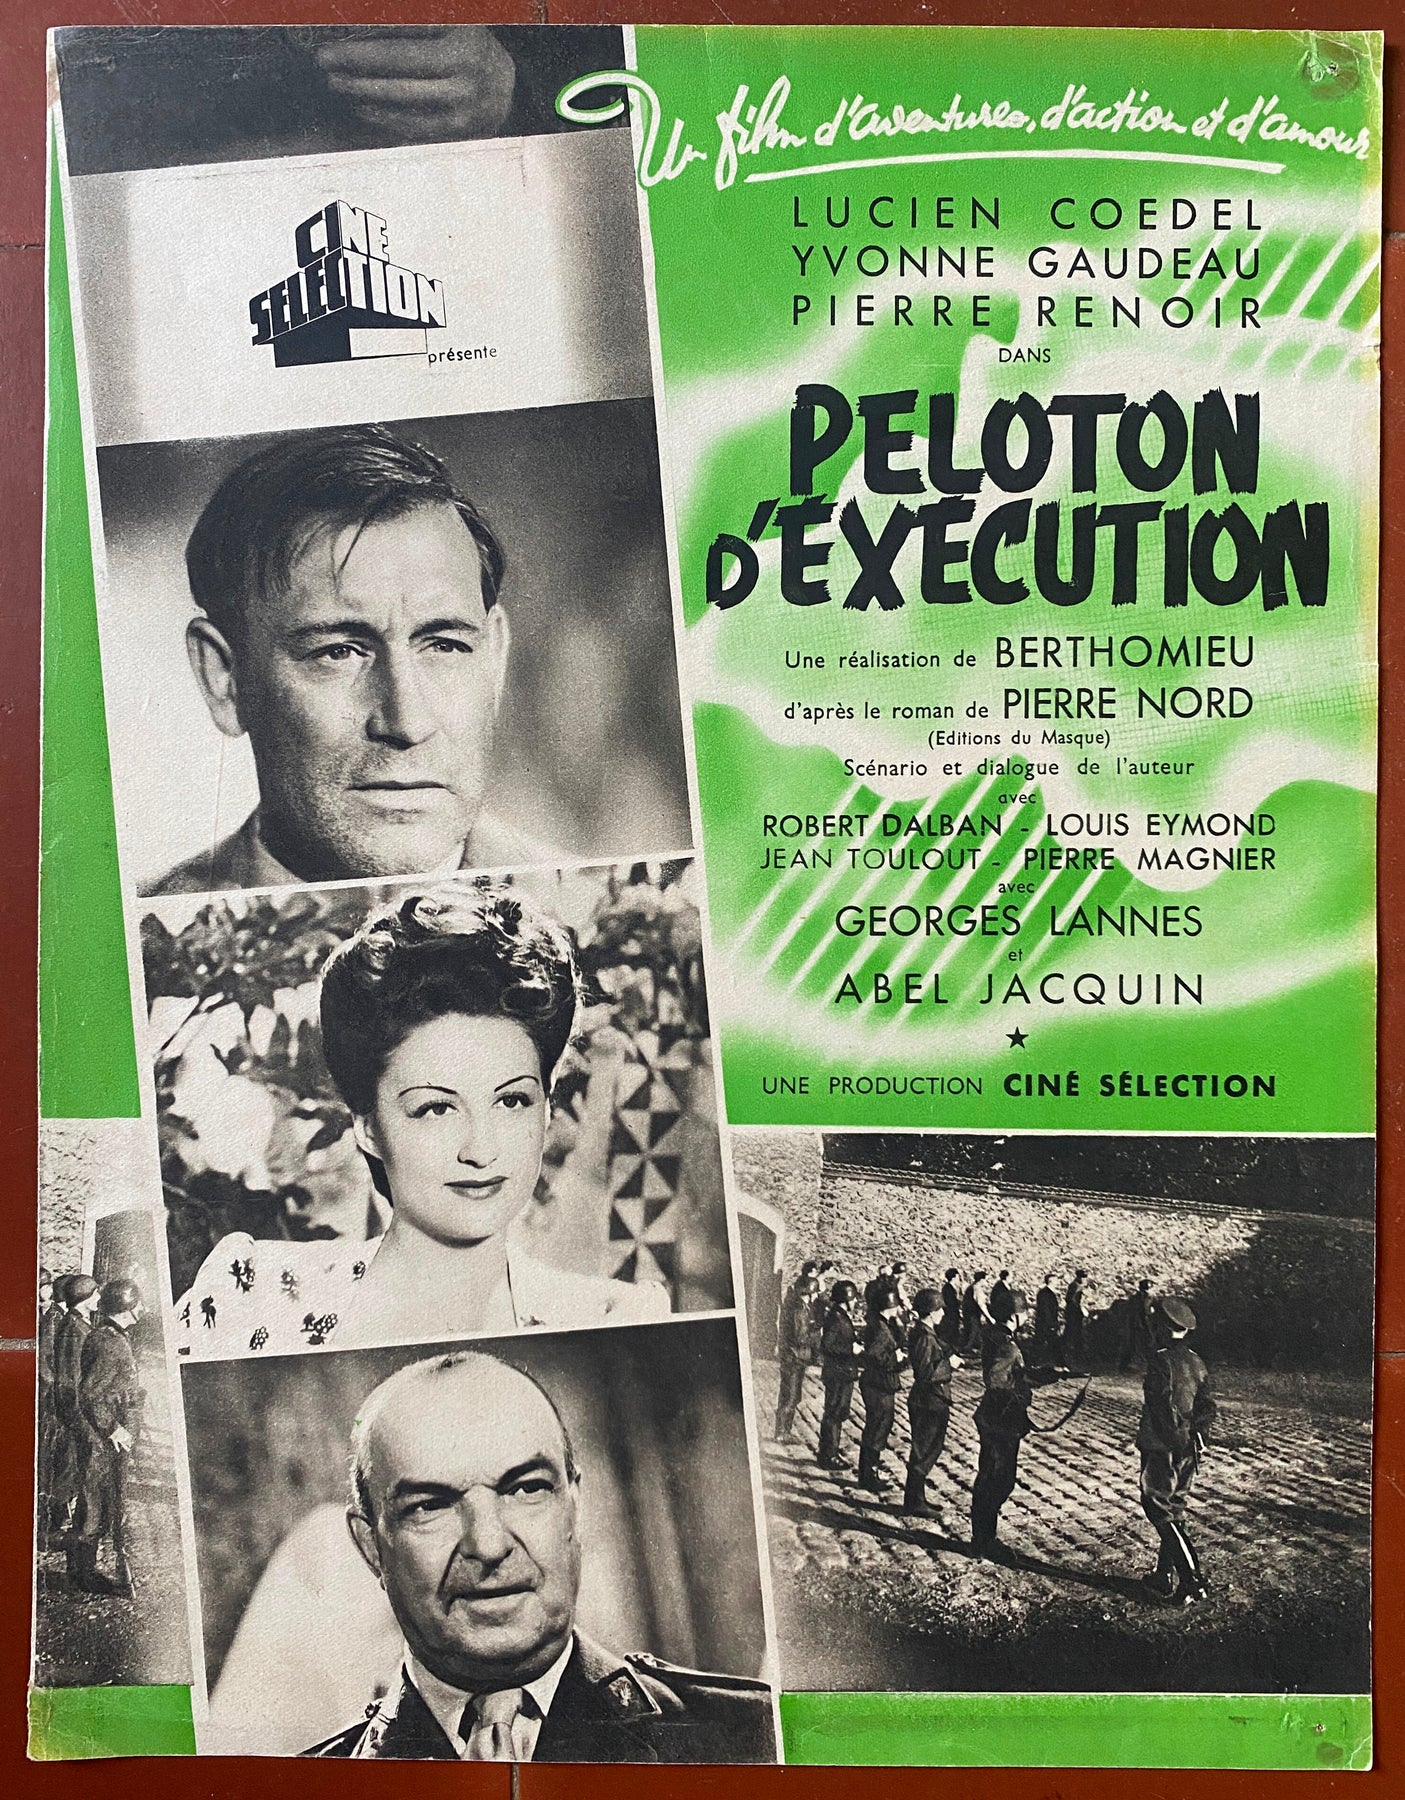 Un film d'aventures, d'action et d'amour
CINE
SELECTION
présente
LUCIEN COEDEL
YVONNE GAUDEAU
PIERRE RENOIR
DANS
PELOTON
D'EXÉCUTION
Une réalisation de BERTHOMIEU
d'après le roman de PIERRE NORD
(Editions du Masque)
Scénario et dialogue de l'auteur
avec
ROBERT DALBAN - LOUIS EYMOND
JEAN TOULOUT - PIERRE MAGNIER
avec
GEORGES LANNES
et
ABEL JACQUIN
★
UNE PRODUCTION CINÉ SÉLECTION